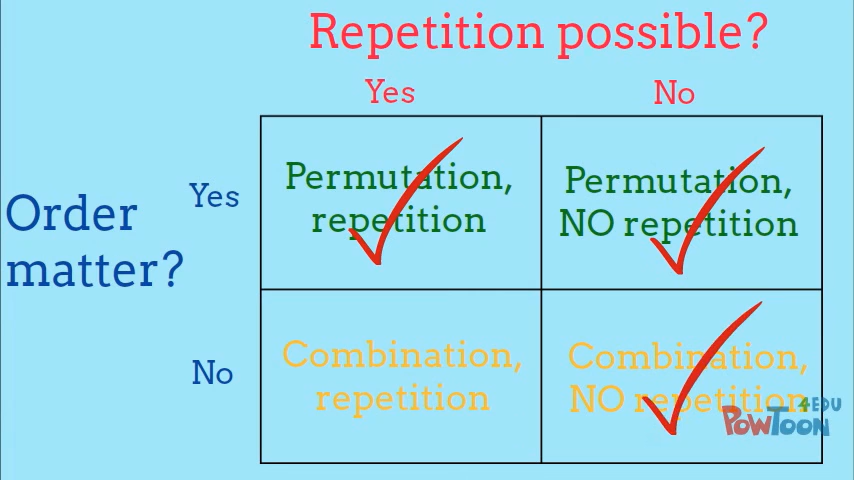 Repetition possible?
Yes
No
Order
matter?
Yes
Permutation,
repetition
Permutation,
NO repetition
No
Combination,
repetition
Combination,
NO repetition
4EDU
PowToon